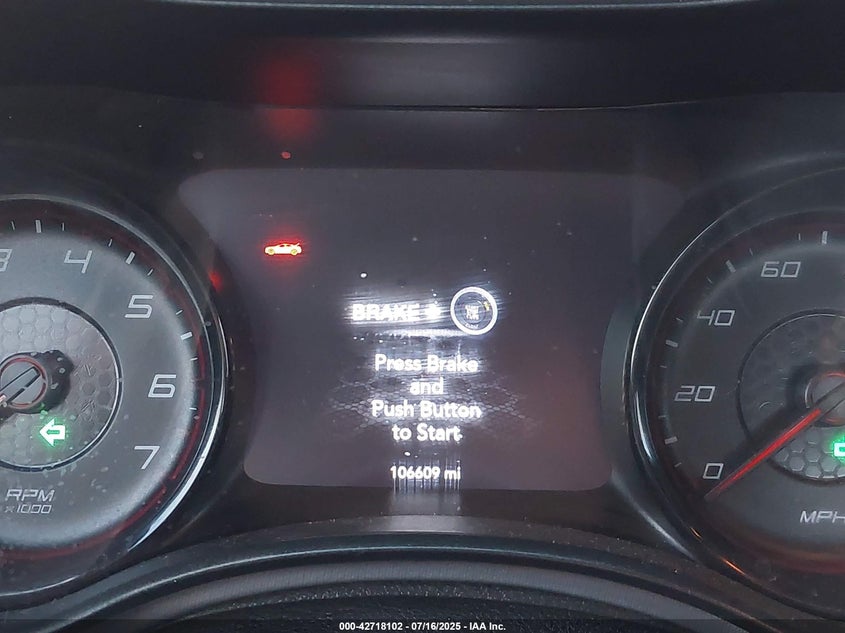 3
4
5
6
7
RPM
x1000
BRAKE +
Press Brake
and
Push Button
to Start
106609 mi
60
40
20
0
MPH
000-42718102 - 07/16/2025 - IAA Inc.